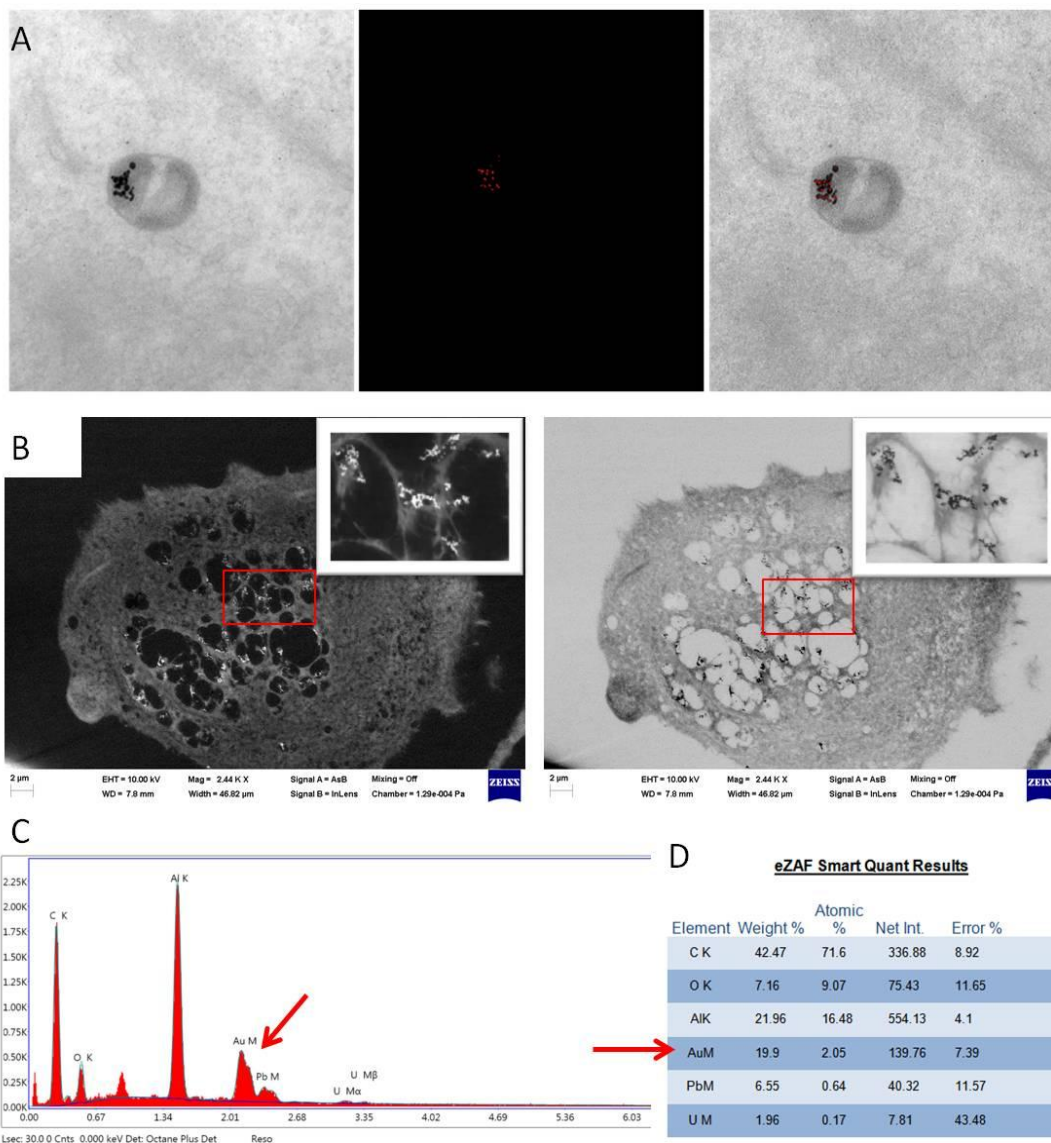 A
B
2 µm
EHT = 10.00 kV Mag = 2.44 K X Signal A = AsB Mixing = Off
WD = 7.8 mm Width = 46.82 µm Signal B = InLens Chamber = 1.29e-004 Pa
ZEISS
2 µm
EHT = 10.00 kV Mag = 2.44 K X Signal A = AsB Mixing = Off
WD = 7.8 mm Width = 46.82 µm Signal B = InLens Chamber = 1.29e-004 Pa
ZEISS
C
2.25K
2.00K
1.75K
1.50K
1.25K
1.00K
0.75K
0.50K
0.25K
0.00K
C K
O K
Al K
Au M
Pb M
U Mα
U Mβ
0.00 0.67 1.34 2.01 2.68 3.35 4.02 4.69 5.36 6.03
Lsec: 30.0 0 Cnts 0.000 keV Det: Octane Plus Det Reso
D
eZAF Smart Quant Results
Element Weight % Atomic % Net Int. Error %
C K 42.47 71.6 336.88 8.92
O K 7.16 9.07 75.43 11.65
AlK 21.96 16.48 554.13 4.1
AuM 19.9 2.05 139.76 7.39
PbM 6.55 0.64 40.32 11.57
U M 1.96 0.17 7.81 43.48